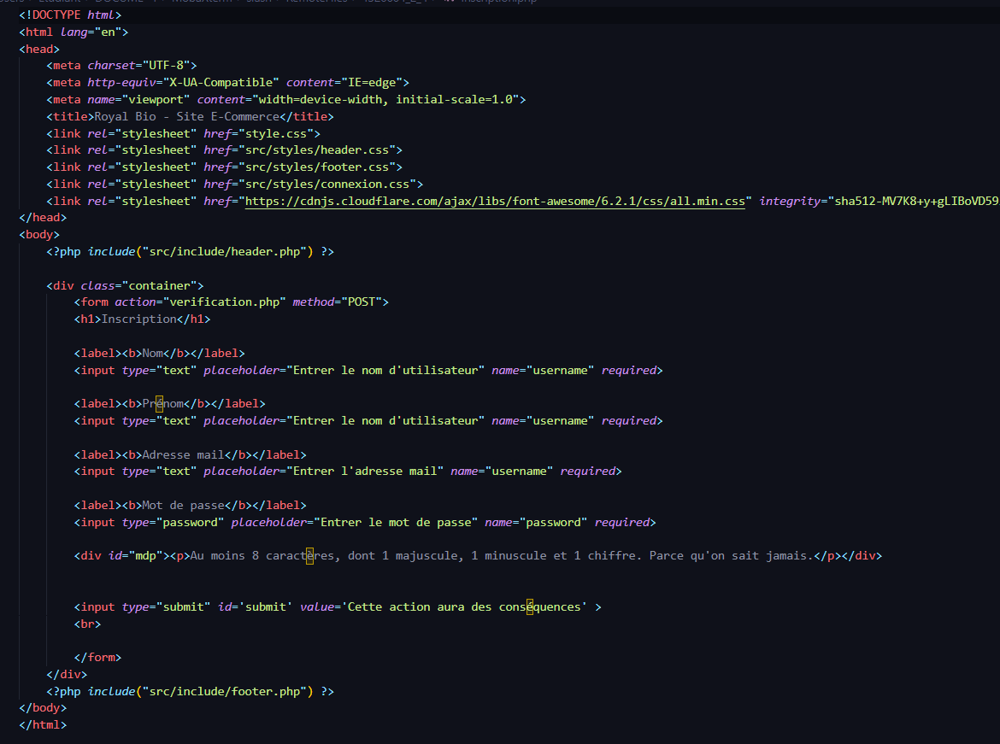 inscription.php
<!DOCTYPE html>
<html lang="en">
<head>
    <meta charset="UTF-8">
    <meta http-equiv="X-UA-Compatible" content="IE=edge">
    <meta name="viewport" content="width=device-width, initial-scale=1.0">
    <title>Royal Bio - Site E-Commerce</title>
    <link rel="stylesheet" href="style.css">
    <link rel="stylesheet" href="src/styles/header.css">
    <link rel="stylesheet" href="src/styles/footer.css">
    <link rel="stylesheet" href="src/styles/connexion.css">
    <link rel="stylesheet" href="https://cdnjs.cloudflare.com/ajax/libs/font-awesome/6.2.1/css/all.min.css" integrity="sha512-MV7K8+y+gLIBoVD59
</head>
<body>
    <?php include("src/include/header.php") ?>

    <div class="container">
        <form action="verification.php" method="POST">
        <h1>Inscription</h1>

        <label><b>Nom</b></label>
        <input type="text" placeholder="Entrer le nom d'utilisateur" name="username" required>

        <label><b>Prénom</b></label>
        <input type="text" placeholder="Entrer le nom d'utilisateur" name="username" required>

        <label><b>Adresse mail</b></label>
        <input type="text" placeholder="Entrer l'adresse mail" name="username" required>

        <label><b>Mot de passe</b></label>
        <input type="password" placeholder="Entrer le mot de passe" name="password" required>

        <div id="mdp"><p>Au moins 8 caractères, dont 1 majuscule, 1 minuscule et 1 chiffre. Parce qu'on sait jamais.</p></div>


        <input type="submit" id='submit' value='Cette action aura des conséquences' >
        <br>

        </form>
    </div>
    <?php include("src/include/footer.php") ?>
</body>
</html>